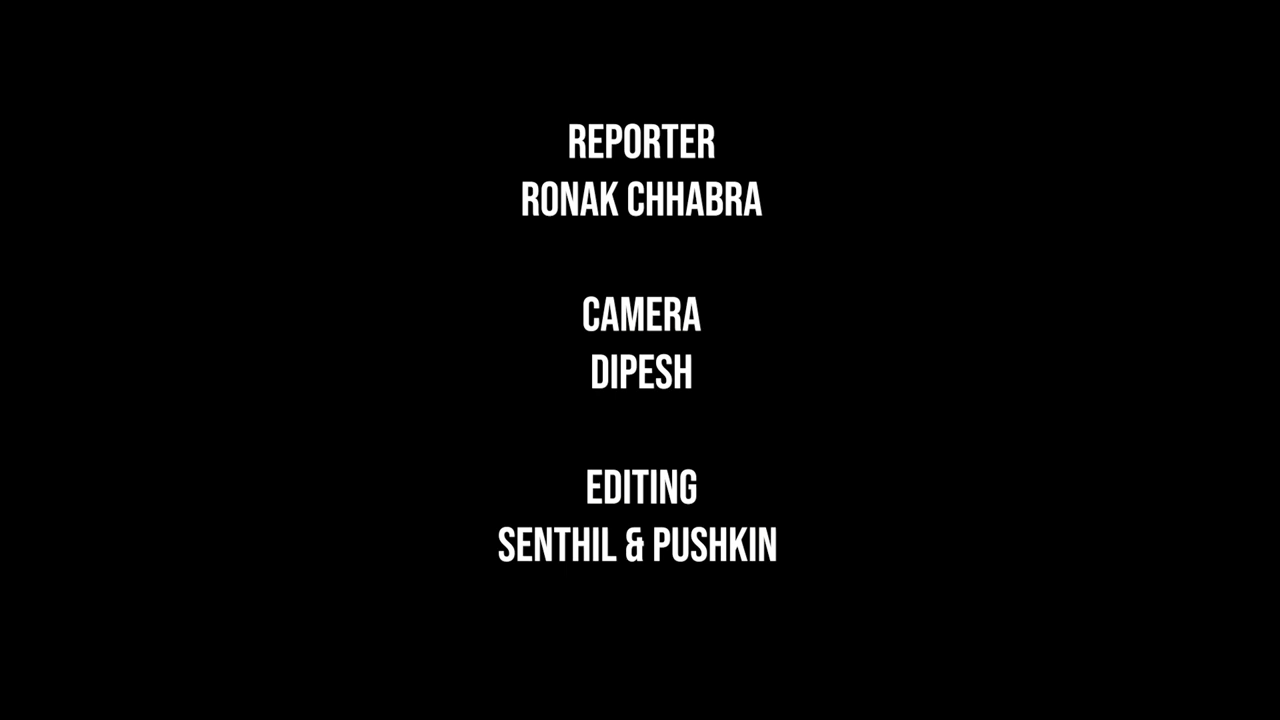 REPORTER
RONAK CHHABRA
CAMERA
DIPESH
EDITING
SENTHIL & PUSHKIN